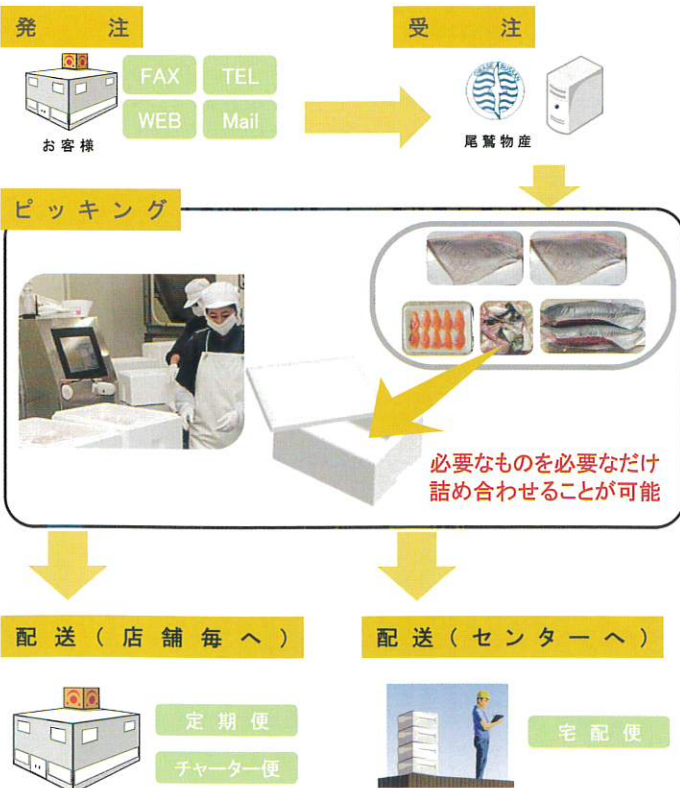 発注
受注
FAX
TEL
WEB
Mail
お客様
尾鷲物産
ピッキング
必要なものを必要なだけ
詰め合わせることが可能
配送(店舗毎へ)
配送(センターへ)
定期便
チャーター便
宅配便